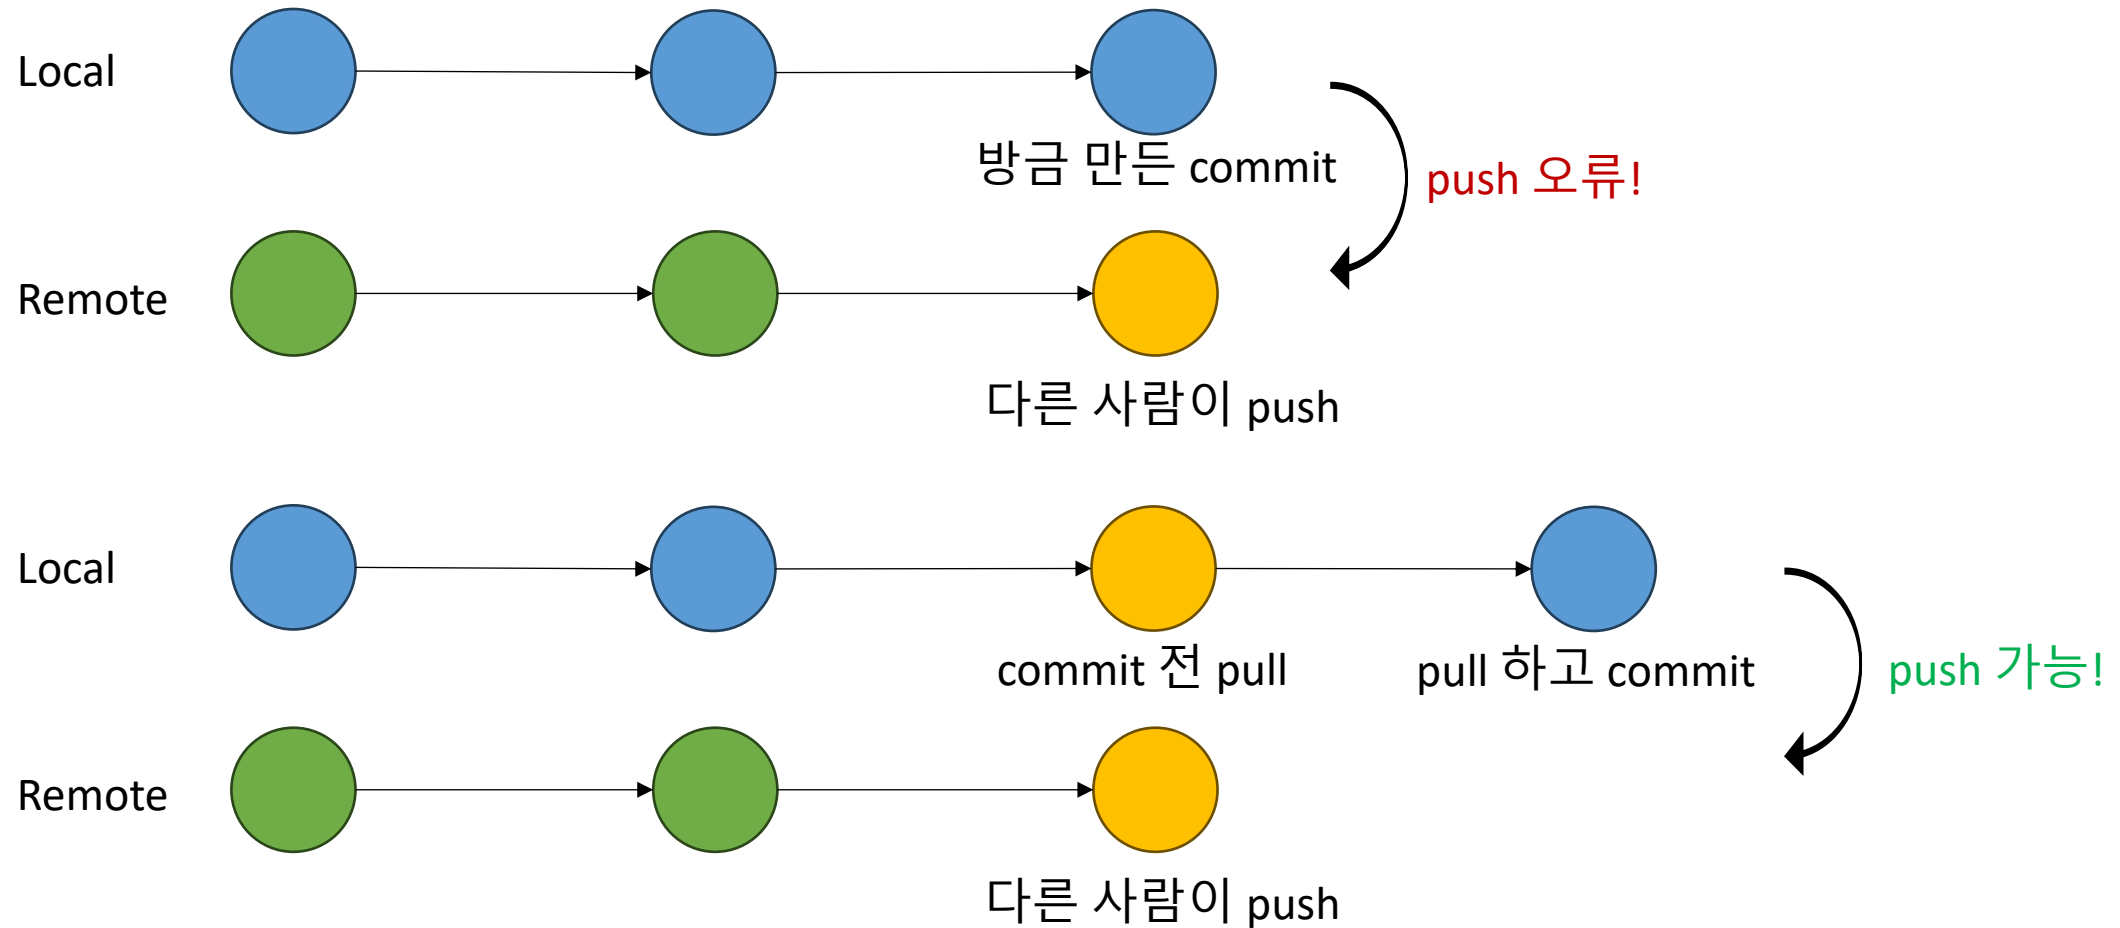 Local
방금 만든 commit
push 오류!
Remote
다른 사람이 push
Local
commit 전 pull
pull 하고 commit
push 가능!
Remote
다른 사람이 push